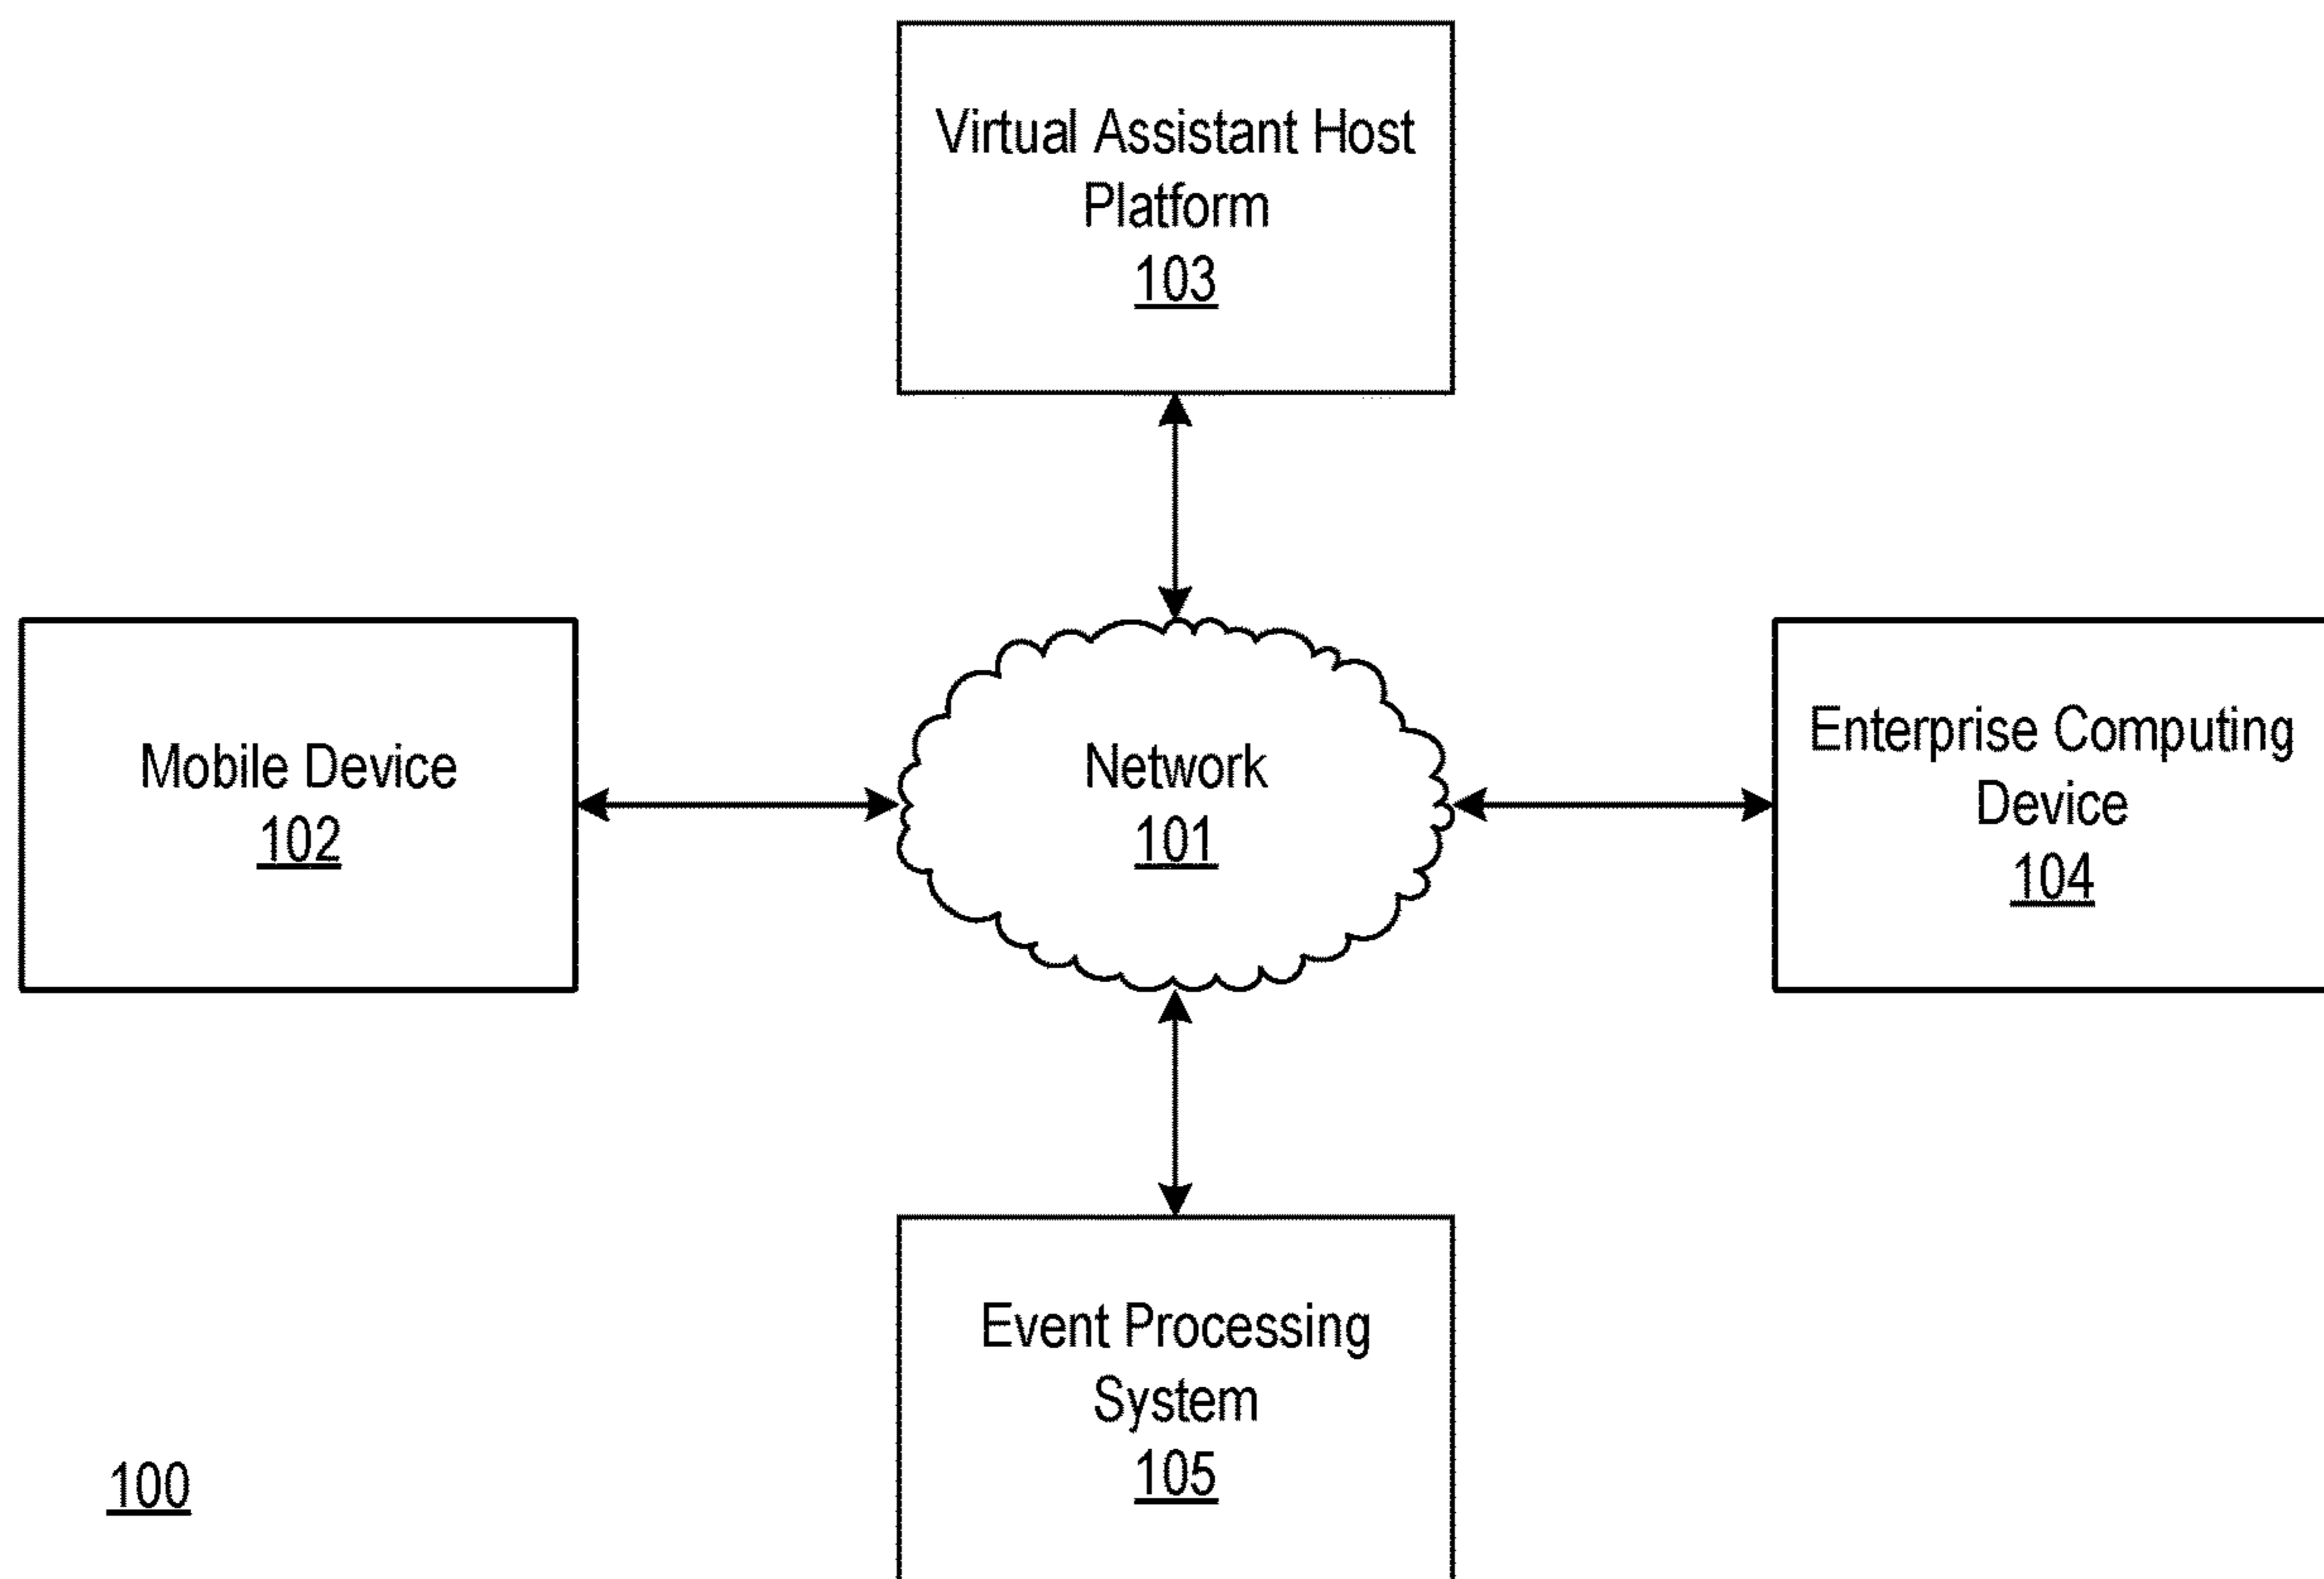 Virtual Assistant Host
Platform
103
Mobile Device
102
Network
101
Enterprise Computing
Device
104
Event Processing
System
105
100